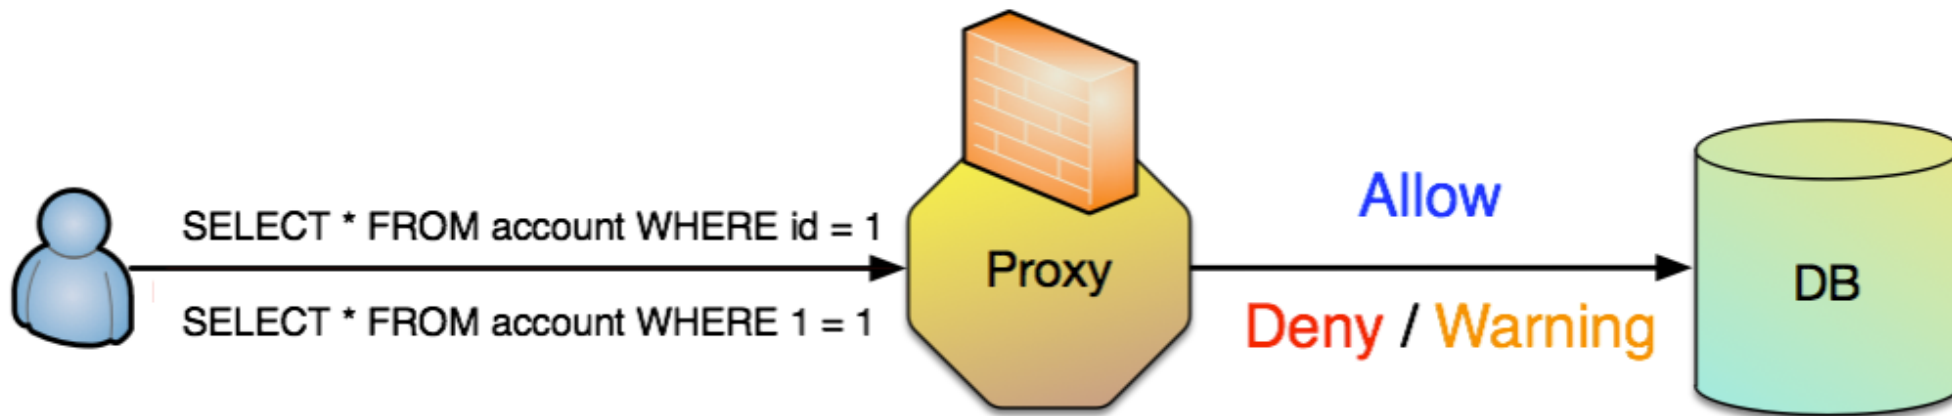 SELECT * FROM account WHERE id = 1
SELECT * FROM account WHERE 1 = 1
Proxy
Allow
Deny / Warning
DB